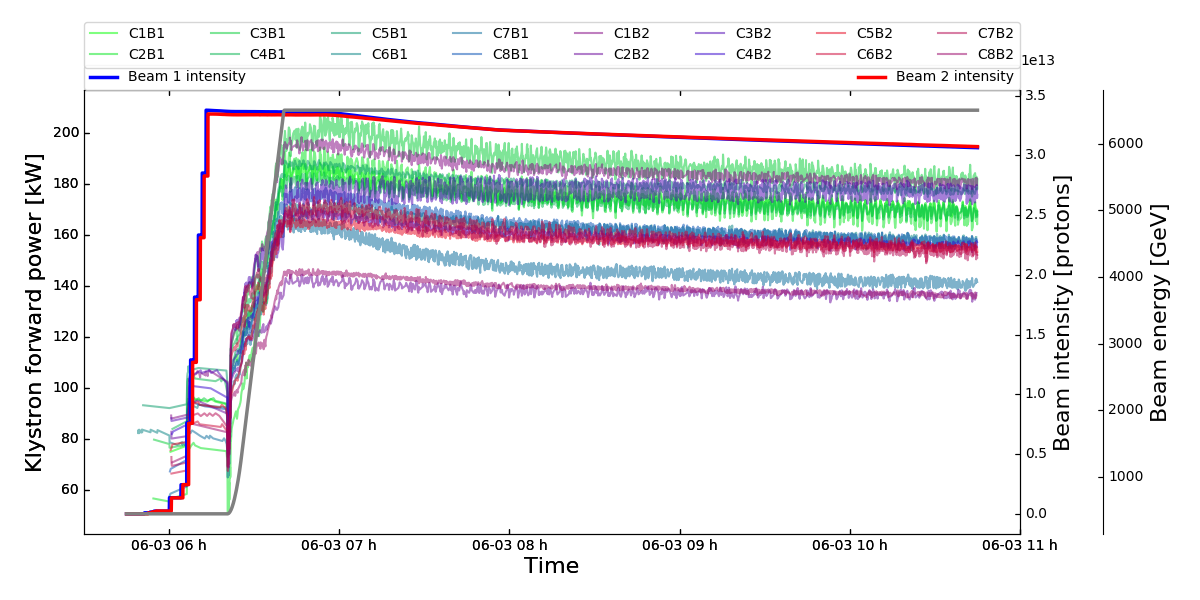 C1B1 C3B1 C5B1 C7B1 C1B2 C3B2 C5B2 C7B2
C2B1 C4B1 C6B1 C8B1 C2B2 C4B2 C6B2 C8B2
Beam 1 intensity Beam 2 intensity
1e13
200
180
160
140
120
100
80
60
Klystron forward power [kW]
3.5
3.0
2.5
2.0
1.5
1.0
0.5
0.0
Beam intensity [protons]
6000
5000
4000
3000
2000
1000
Beam energy [GeV]
06-03 06 h 06-03 07 h 06-03 08 h 06-03 09 h 06-03 10 h 06-03 11 h
Time